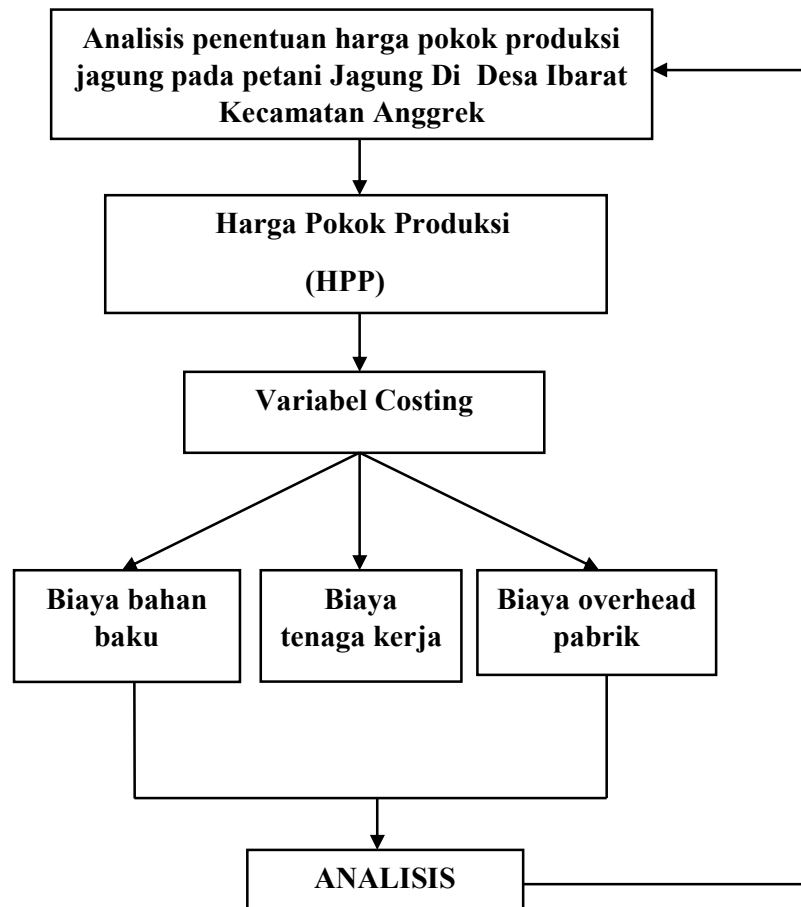 Analisis penentuan harga pokok produksi
jagung pada petani Jagung Di Desa Ibarat
Kecamatan Anggrek
Harga Pokok Produksi
(HPP)
Variabel Costing
Biaya bahan
baku
Biaya
tenaga kerja
Biaya overhead
pabrik
ANALISIS